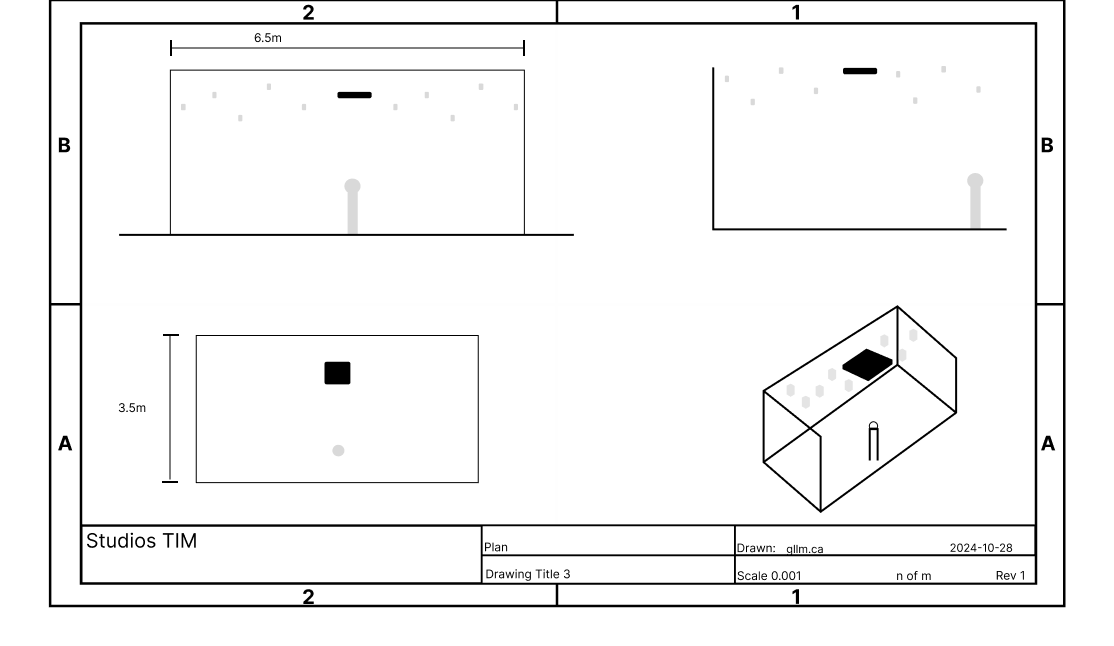 2
1
6.5m
B
B
3.5m
A
A
Studios TIM
Plan
Drawn: qllm.ca 2024-10-28
Drawing Title 3
Scale 0.001 n of m Rev 1
2
1